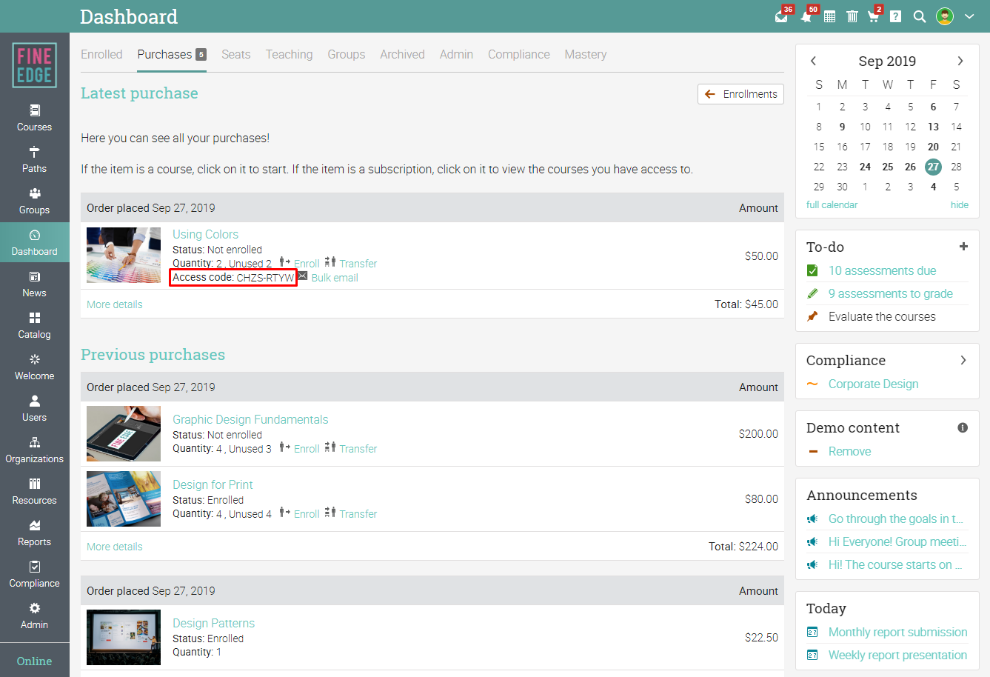 Dashboard
36
50
2
?
FINE
EDGE
Courses
Paths
Groups
Dashboard
News
Catalog
Welcome
Users
Organizations
Resources
Reports
Compliance
Admin
Online
Enrolled Purchases 5 Seats Teaching Groups Archived Admin Compliance Mastery
Latest purchase
Enrollments
Here you can see all your purchases!
If the item is a course, click on it to start. If the item is a subscription, click on it to view the courses you have access to.
Order placed Sep 27, 2019 Amount
Using Colors
Status: Not enrolled
Quantity: 2 , Unused 2 Enroll Transfer
$50.00
Access code: CHZS-RTYW Bulk email
More details Total: $45.00
Previous purchases
Order placed Sep 27, 2019 Amount
Graphic Design Fundamentals
Status: Not enrolled
$200.00
Quantity: 4 , Unused 3 Enroll Transfer
Design for Print
Status: Enrolled
$80.00
Quantity: 4 , Unused 4 Enroll Transfer
More details Total: $224.00
Order placed Sep 27, 2019 Amount
Design Patterns
Status: Enrolled
$22.50
Quantity: 1
Sep 2019
S M T W T F S
1 2 3 4 5 6 7
8 9 10 11 12 13 14
15 16 17 18 19 20 21
22 23 24 25 26 27 28
29 30 1 2 3 4 5
full calendar hide
To-do
10 assessments due
9 assessments to grade
Evaluate the courses
Compliance
Corporate Design
Demo content
Remove
Announcements
Go through the goals in t...
Hi Everyone! Group meeti...
Hi! The course starts on ...
Today
27 Monthly report submission
27 Weekly report presentation